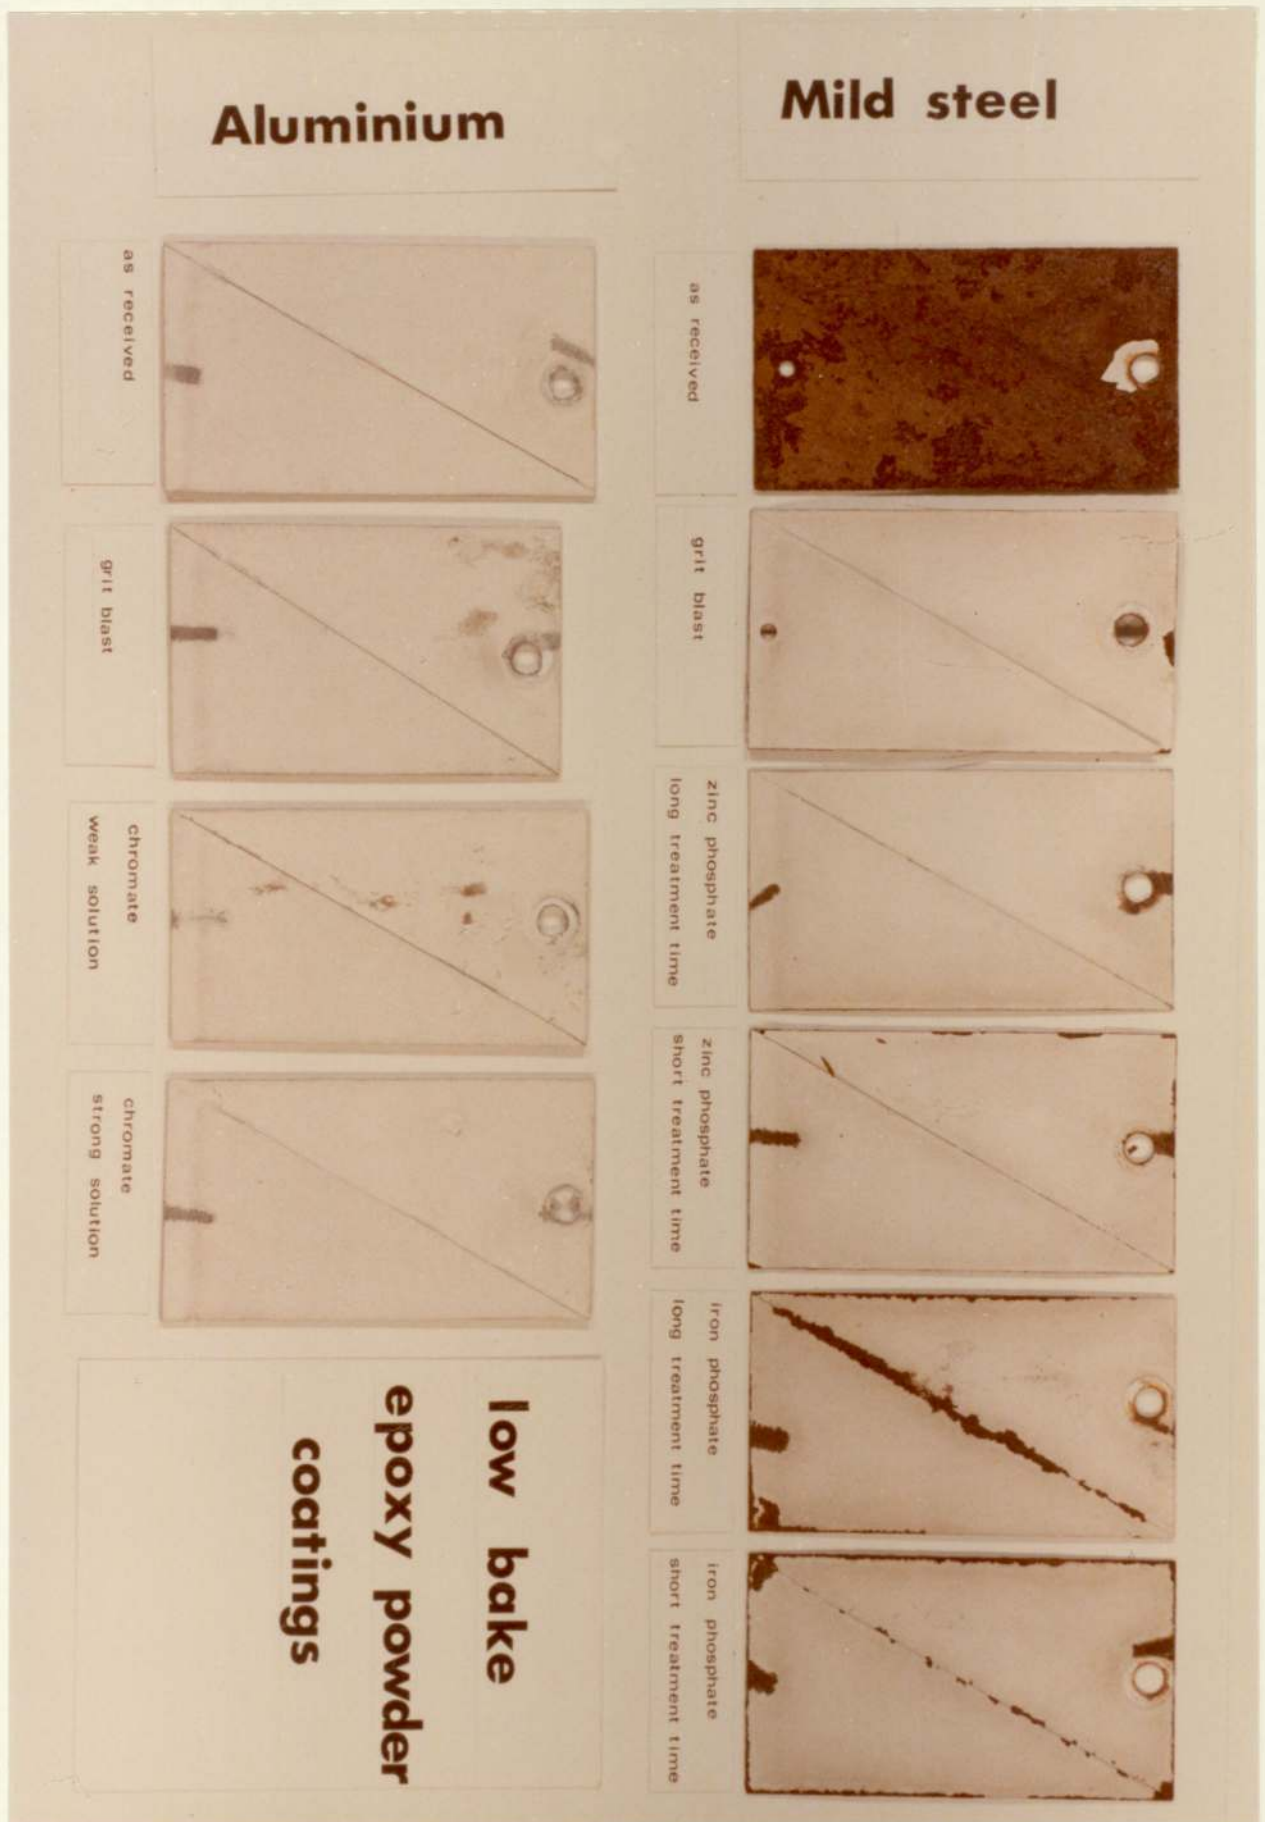 Aluminium
as received
grit blast
chromate
weak solution
chromate
strong solution
low bake
epoxy powder
coatings
Mild steel
as received
grit blast
zinc phosphate
long treatment time
zinc phosphate
short treatment time
iron phosphate
long treatment time
iron phosphate
short treatment time